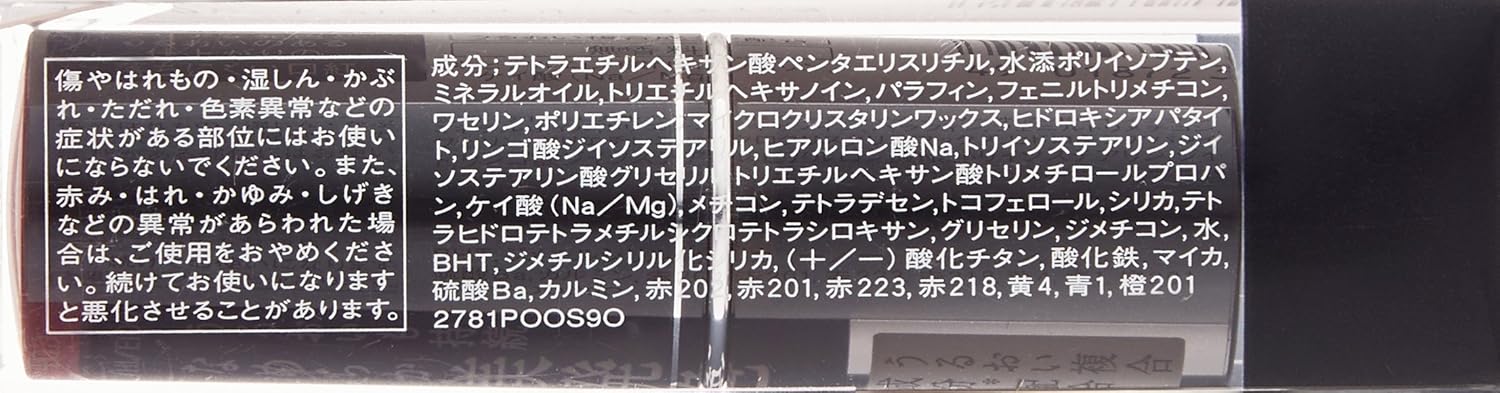 傷やはれもの・湿しん・かぶ
れ・ただれ・色素異常などの
症状がある部位にはお使い
にならないでください。また、
赤み・はれ・かゆみ・しげき
などの異常があらわれた場
合は、ご使用をおやめくださ
い。続けてお使いになります
と悪化させることがあります。
成分；テトラエチルヘキサン酸ペンタエリスリチル,水添ポリイソブテン,
ミネラルオイル,トリエチルヘキサノイン,パラフィン,フェニルトリメチコン,
ワセリン,ポリエチレン,マイクロクリスタリンワックス,ヒドロキシアパタイ
ト,リンゴ酸ジイソステアリル,ヒアルロン酸Na,トリイソステアリン,ジイ
ソステアリン酸グリセリル,トリエチルヘキサン酸トリメチロールプロパ
ン,ケイ酸（Na／Mg）,メチコン,テトラデセン,トコフェロール,シリカ,テト
ラヒドロテトラメチルシクロテトラシロキサン,グリセリン,ジメチコン,水,
BHT,ジメチルシリル化シリカ,（＋／－）酸化チタン,酸化鉄,マイカ,
硫酸Ba,カルミン,赤202,赤201,赤223,赤218,黄4,青1,橙201
2781POOS9O
うるおい複合